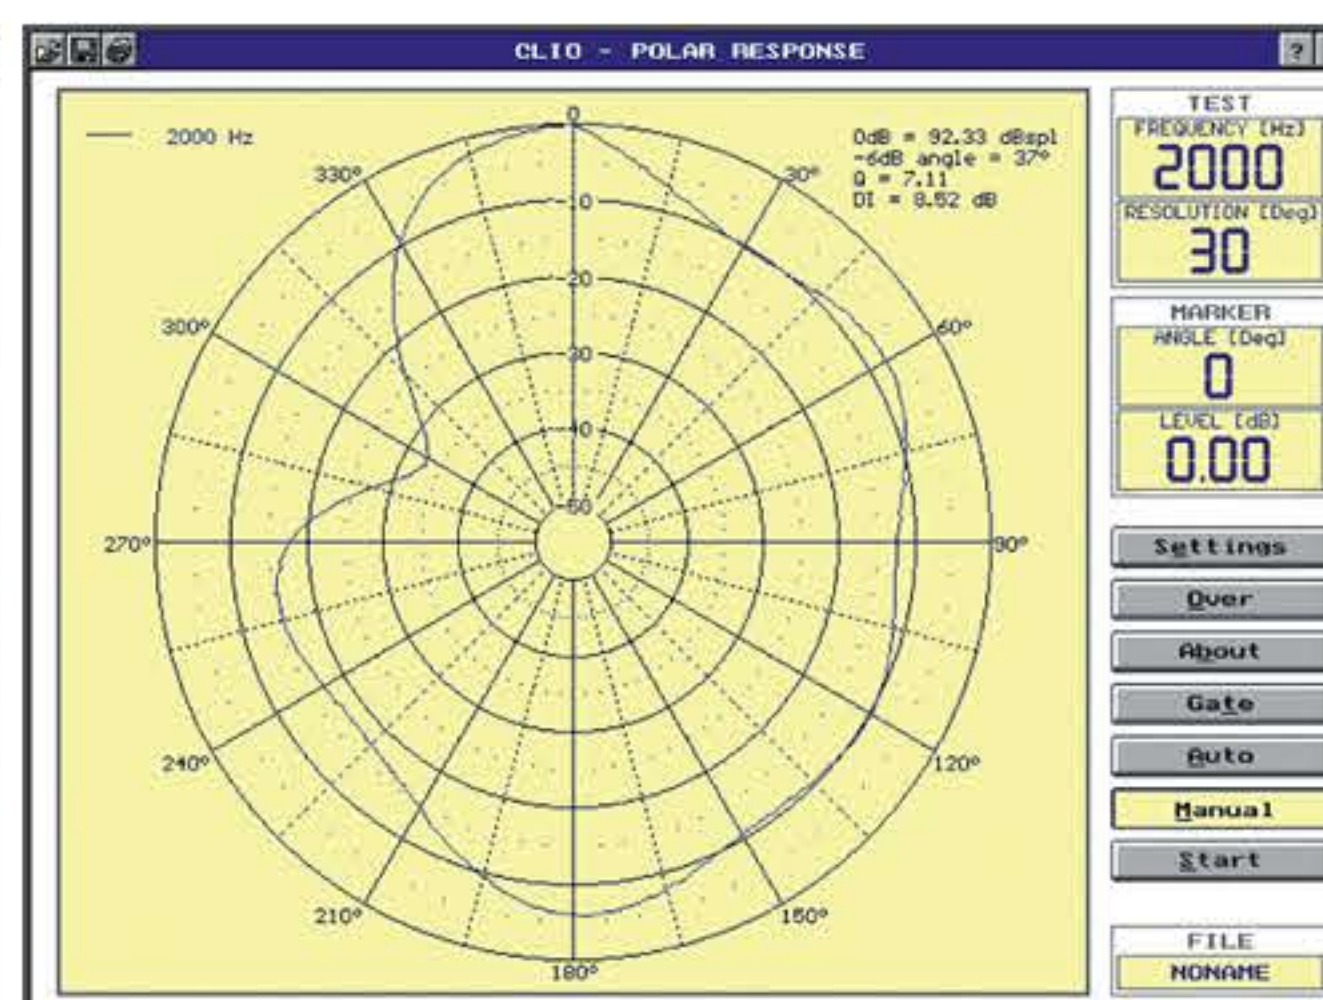 CLIO - POLAR RESPONSE
?
2000 Hz
0dB = 92.33 dBspl
-6dB angle = 37°
Q = 7.11
DI = 8.52 dB
0
330°
30°
-10
300°
60°
-20
-30
-40
-50
270°
90°
240°
120°
210°
150°
180°
TEST
FREQUENCY [Hz]
2000
RESOLUTION [Deg]
30
MARKER
ANGLE [Deg]
0
LEVEL [dB]
0.00
Settings
Over
About
Gate
Auto
Manual
Start
FILE
NONAME